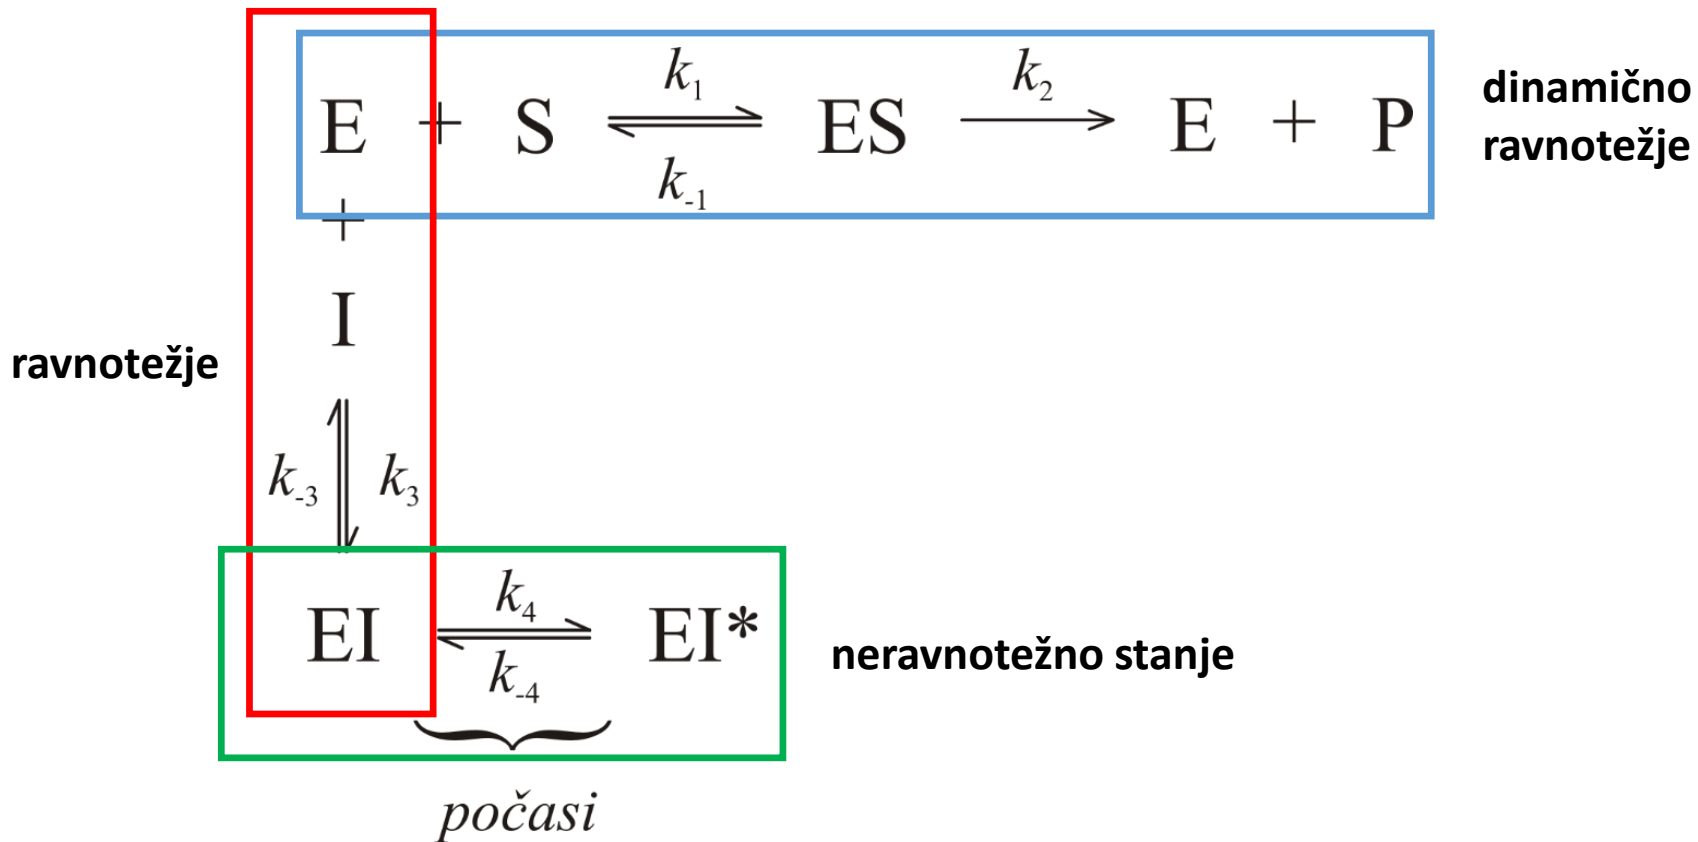 E + S ⇌ ES → E + P
k₁
k₋₁
k₂
dinamično
ravnotežje
+
I
ravnotežje
k₋₃ k₃
EI ⇌ EI*
k₄
k₋₄
neravnotežno stanje
počasi